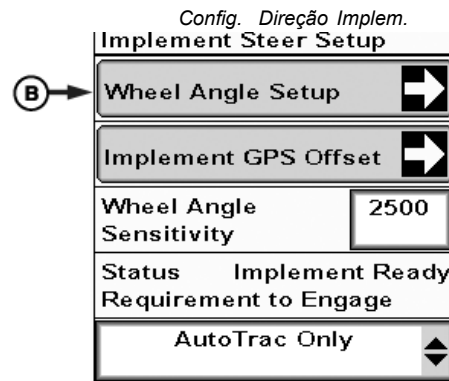 Config. Direção Implem.
Implement Steer Setup
B
Wheel Angle Setup
Implement GPS Offset
Wheel Angle
Sensitivity
2500
Status Implement Ready
Requirement to Engage
AutoTrac Only